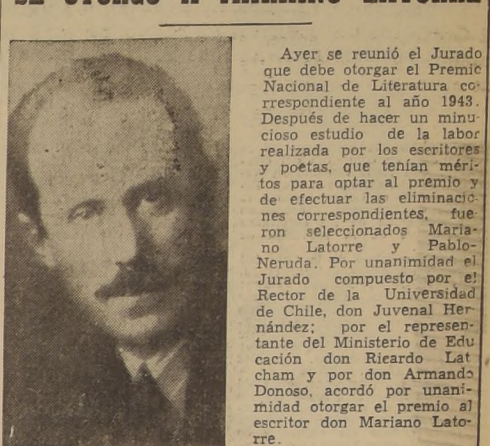 Ayer se reunió el Jurado
que debe otorgar el Premio
Nacional de Literatura co-
rrespondiente al año 1943.
Después de hacer un minu
cioso estudio de la labor
realizada por los escritores
y poetas, que tenían méri-
tos para optar al premio y
de efectuar las eliminacio
nes correspondientes, fue
ron seleccionados Maria-
no Latorre y Pablo-
Neruda. Por unanimidad el
Jurado compuesto por el
Rector de la Universidad
de Chile, don Juvenal Her
nández; por el represen-
tante del Ministerio de Edu
cación don Ricardo Lat
cham y por don Armando
Donoso, acordó por unani-
midad otorgar el premio al
escritor don Mariano Lato-
rre.